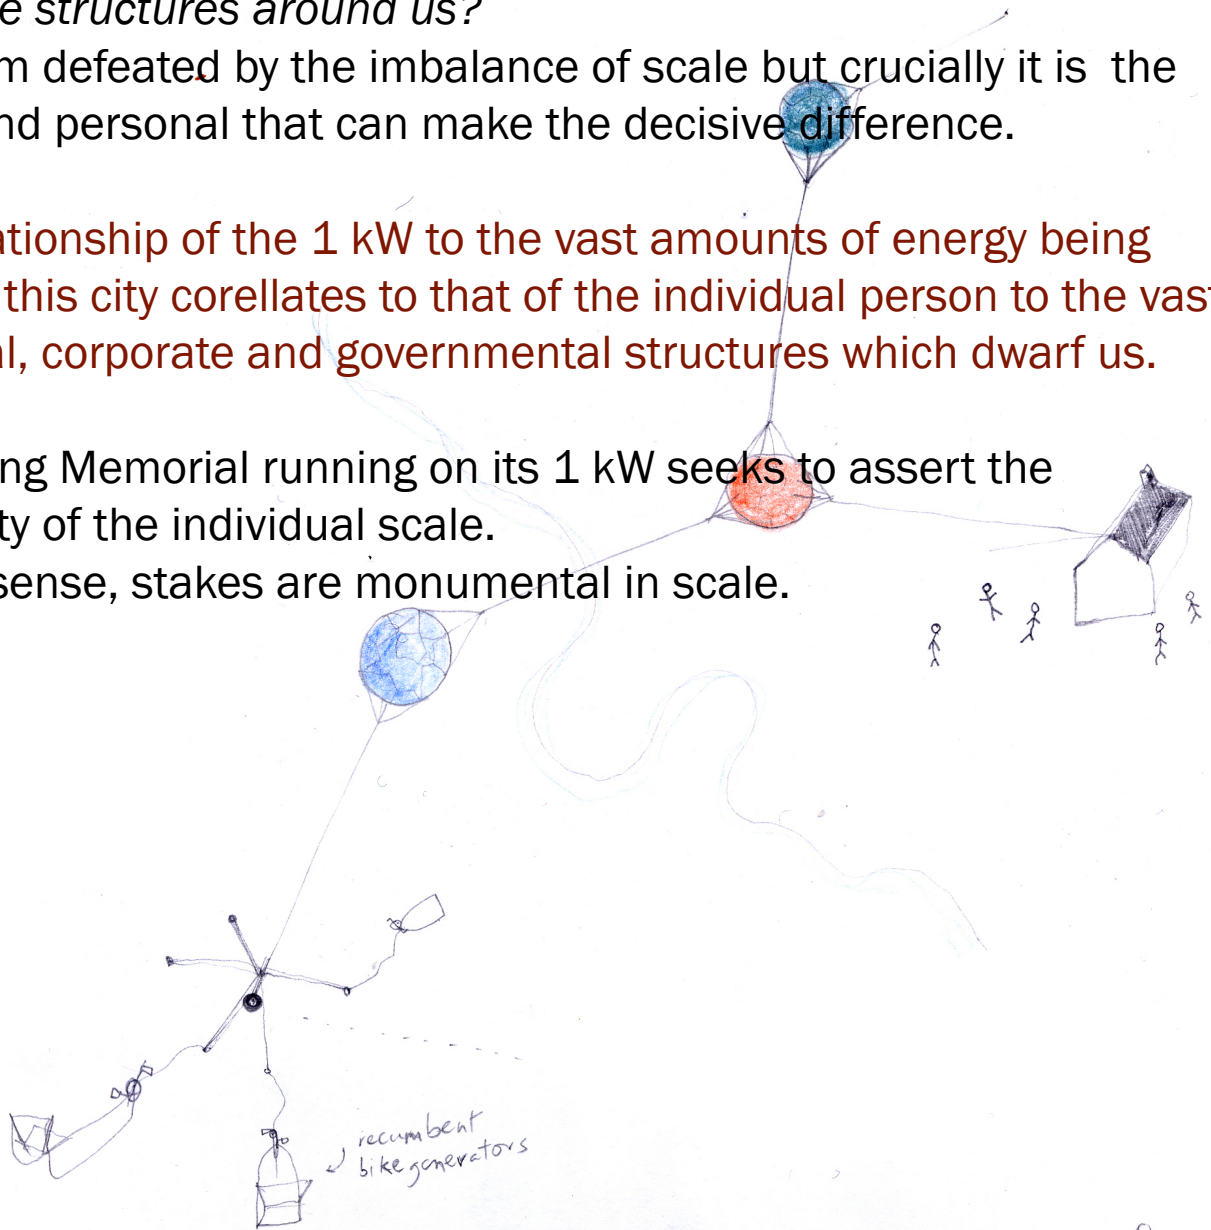 e structures around us?
m defeated by the imbalance of scale but crucially it is  the
nd personal that can make the decisive difference.
ationship of the 1 kW to the vast amounts of energy being
this city corellates to that of the individual person to the vast
al, corporate and governmental structures which dwarf us.
ng Memorial running on its 1 kW seeks to assert the
ty of the individual scale.
sense, stakes are monumental in scale.
recumbent
bike generators